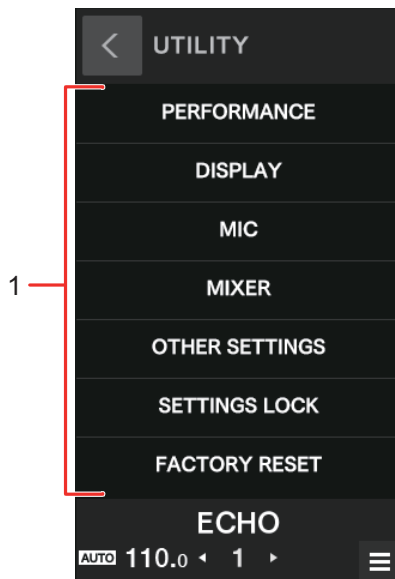 UTILITY
PERFORMANCE
DISPLAY
MIC
1
MIXER
OTHER SETTINGS
SETTINGS LOCK
FACTORY RESET
ECHO
AUTO 110.0 1